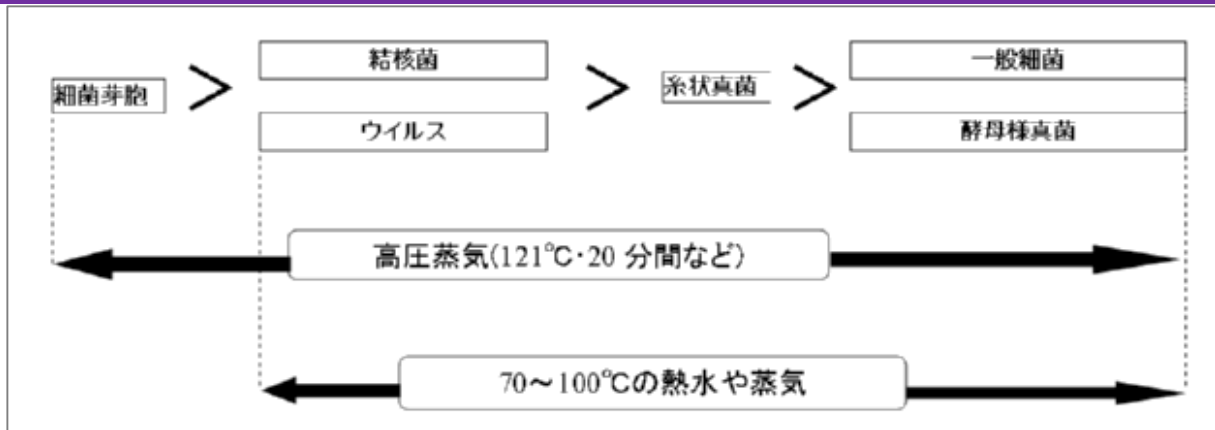 結核菌
一般細菌
細菌芽胞
>
>
糸状真菌
>
ウイルス
酵母様真菌
高圧蒸気(121℃・20 分間など)
70～100℃の熱水や蒸気